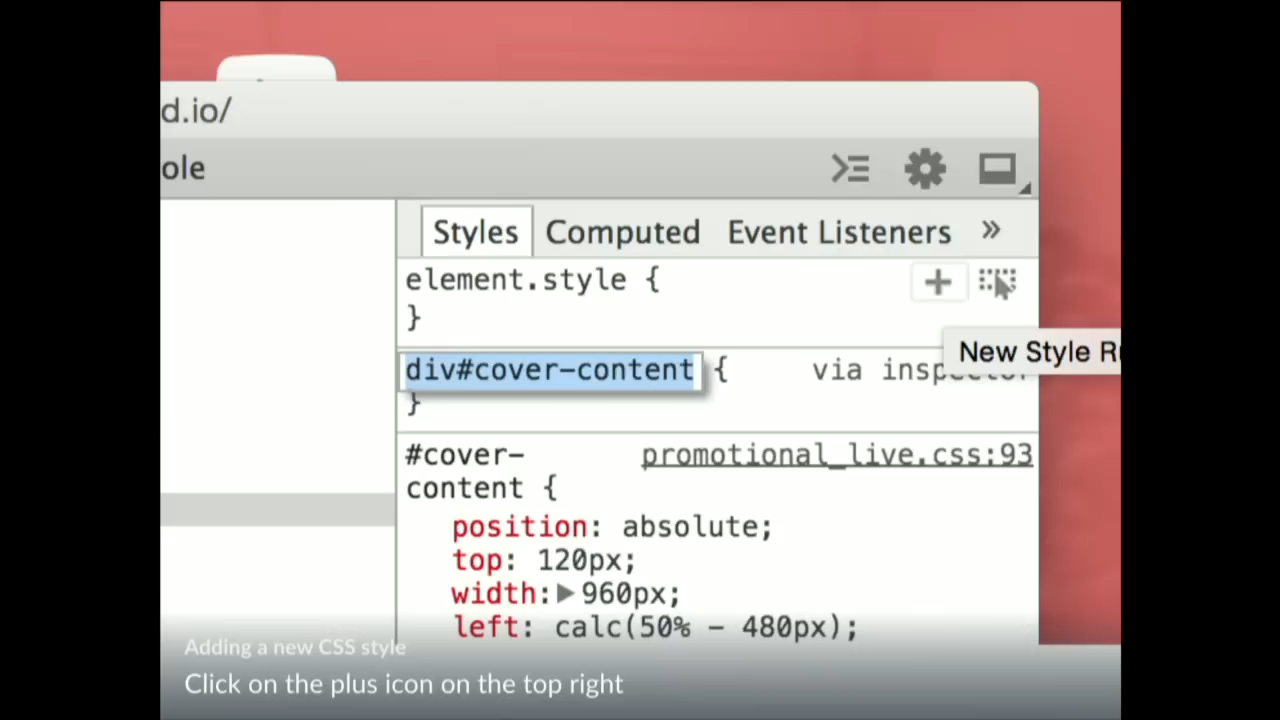 d.io/
ole
Styles Computed Event Listeners »
element.style {
}
New Style
div#cover-content { via
}
#cover- promotional_live.css:93
content {
position: absolute;
top: 120px;
width: 960px;
left: calc(50% - 480px);
Adding a new CSS style
Click on the plus icon on the top right